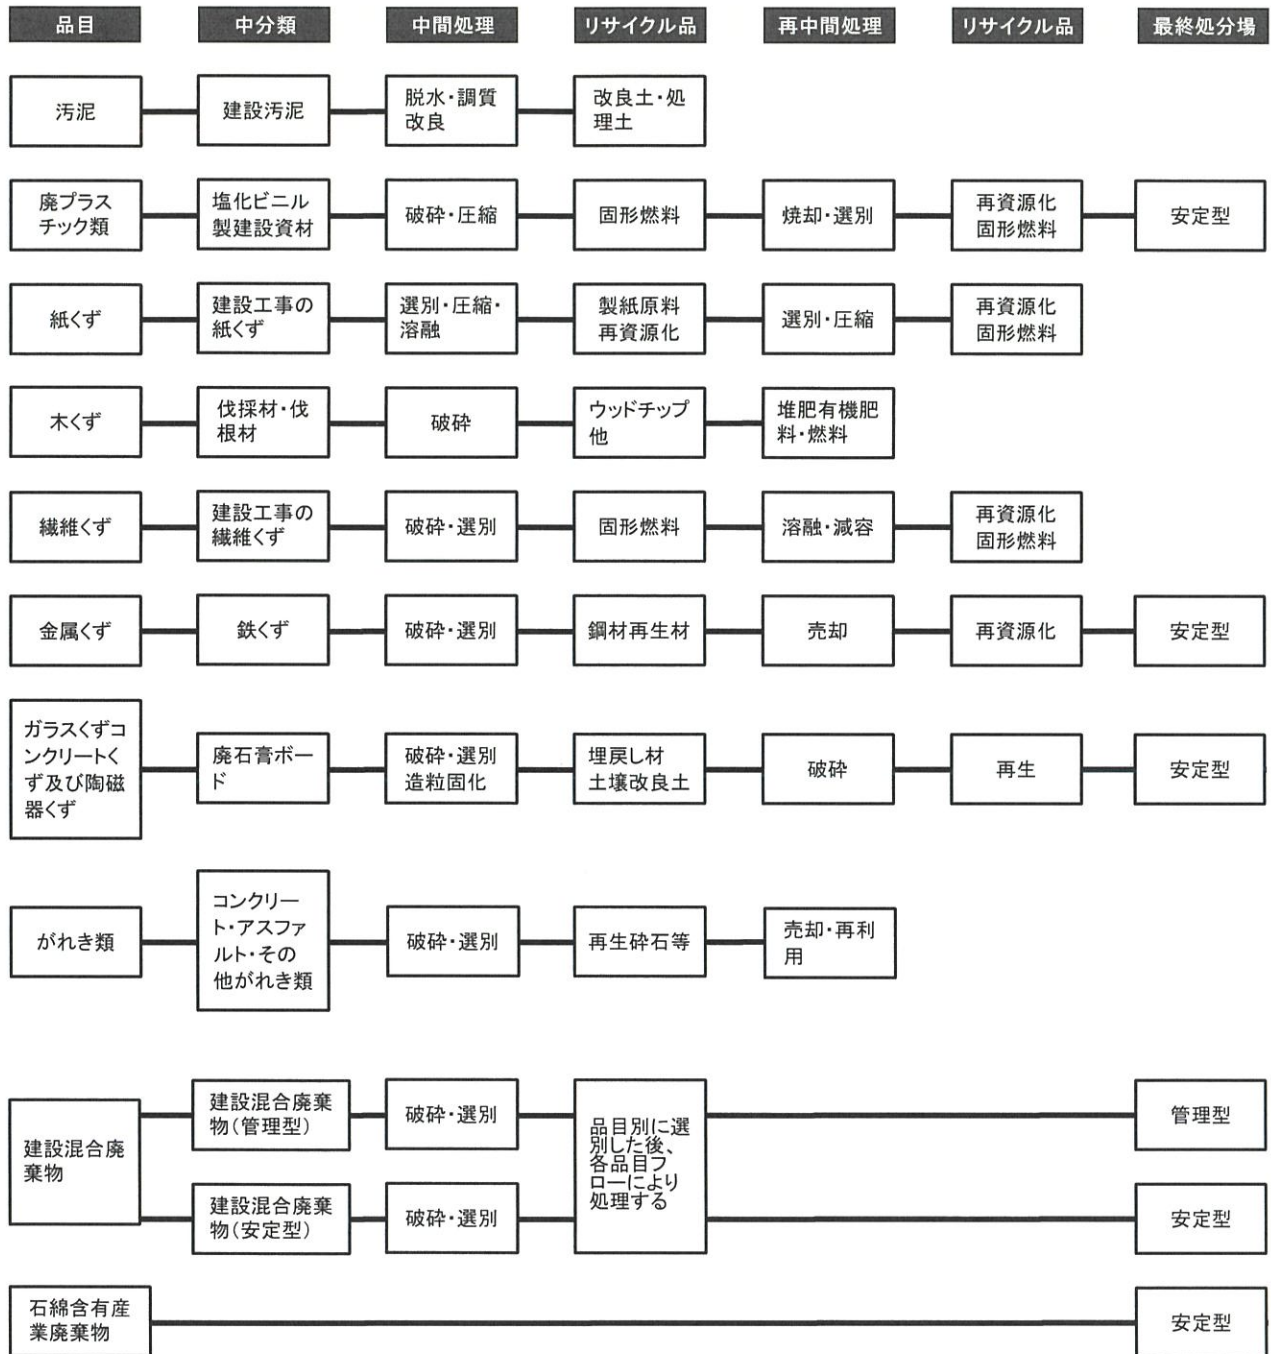 品目
中分類
中間処理
リサイクル品
再中間処理
リサイクル品
最終処分場
汚泥
建設汚泥
脱水・調質
改良
改良土・処
理土
廃プラス
チック類
塩化ビニル
製建設資材
破砕・圧縮
固形燃料
焼却・選別
再資源化
固形燃料
安定型
紙くず
建設工事の
紙くず
選別・圧縮・
溶融
製紙原料
再資源化
選別・圧縮
再資源化
固形燃料
木くず
伐採材・伐
根材
破砕
ウッドチップ
他
堆肥有機肥
料・燃料
繊維くず
建設工事の
繊維くず
破砕・選別
固形燃料
溶融・減容
再資源化
固形燃料
金属くず
鉄くず
破砕・選別
鋼材再生材
売却
再資源化
安定型
ガラスくずコ
ンクリートく
ず及び陶磁
器くず
廃石膏ボー
ド
破砕・選別
造粒固化
埋戻し材
土壌改良土
破砕
再生
安定型
がれき類
コンクリー
ト・アスファ
ルト・その
他がれき類
破砕・選別
再生砕石等
売却・再利
用
建設混合廃
棄物
建設混合廃棄
物(管理型)
破砕・選別
品目別に選
別した後、
各品目フ
ローにより
処理する
管理型
建設混合廃棄
物(安定型)
破砕・選別
安定型
石綿含有産
業廃棄物
安定型